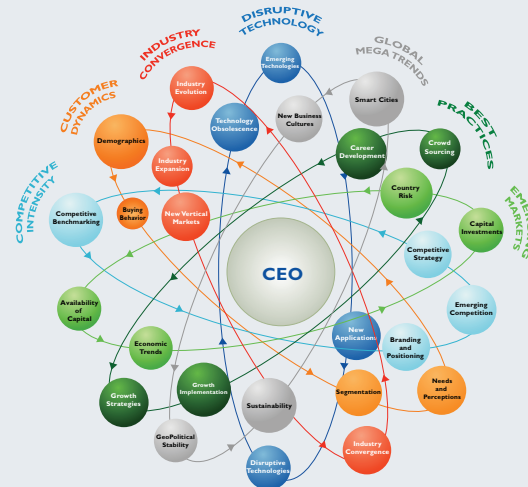 DISRUPTIVE
TECHNOLOGY
INDUSTRY
CONVERGENCE
GLOBAL
MEGA TRENDS
CUSTOMER
DYNAMICS
BEST
PRACTICES
COMPETITIVE
INTENSITY
MARKETS
Emerging
Technologies
Industry
Evolution
Smart Cities
Technology
Obsolescence
New Business
Cultures
Demographics
Career
Development
Crowd
Sourcing
Industry
Expansion
Country
Risk
Competitive
Benchmarking
Buying
Behavior
New Vertical
Markets
Capital
Investments
Competitive
Strategy
CEO
Availability
of
Capital
Emerging
Competition
Economic
Trends
New
Applications
Branding
and
Positioning
Growth
Strategies
Growth
Implementation
Sustainability
Segmentation
Needs
and
Perceptions
GeoPolitical
Stability
Industry
Convergence
Disruptive
Technologies